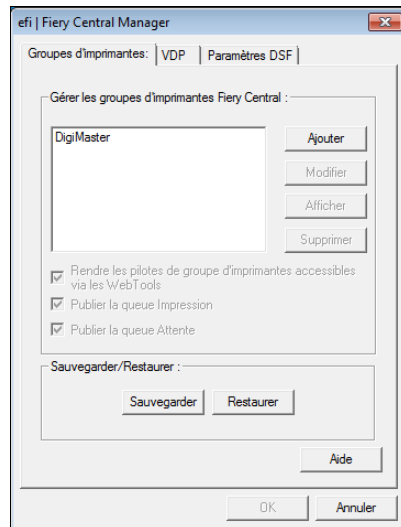 efi | Fiery Central Manager
Groupes d'imprimantes: VDP Paramètres DSF
Gérer les groupes d'imprimantes Fiery Central :
DigiMaster
Ajouter
Modifier
Afficher
Supprimer
Rendre les pilotes de groupe d'imprimantes accessibles
via les WebTools
Publier la queue Impression
Publier la queue Attente
Sauvegarder/Restaurer :
Sauvegarder Restaurer
Aide
OK Annuler